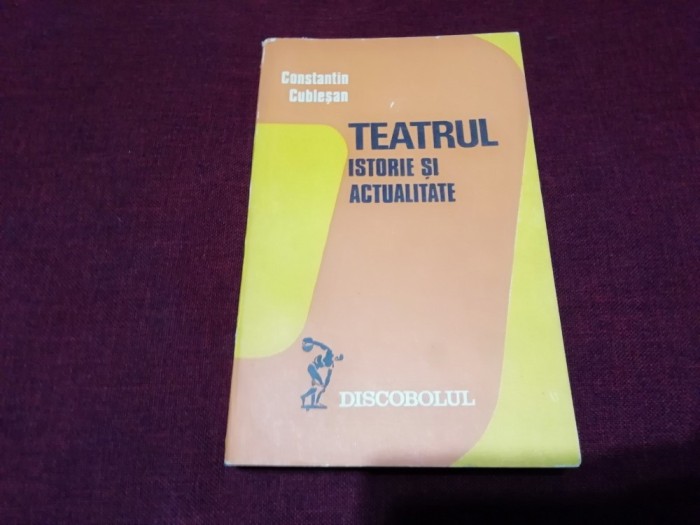 Constantin
Cubleşan
TEATRUL
ISTORIE ŞI
ACTUALITATE
DISCOBOLUL